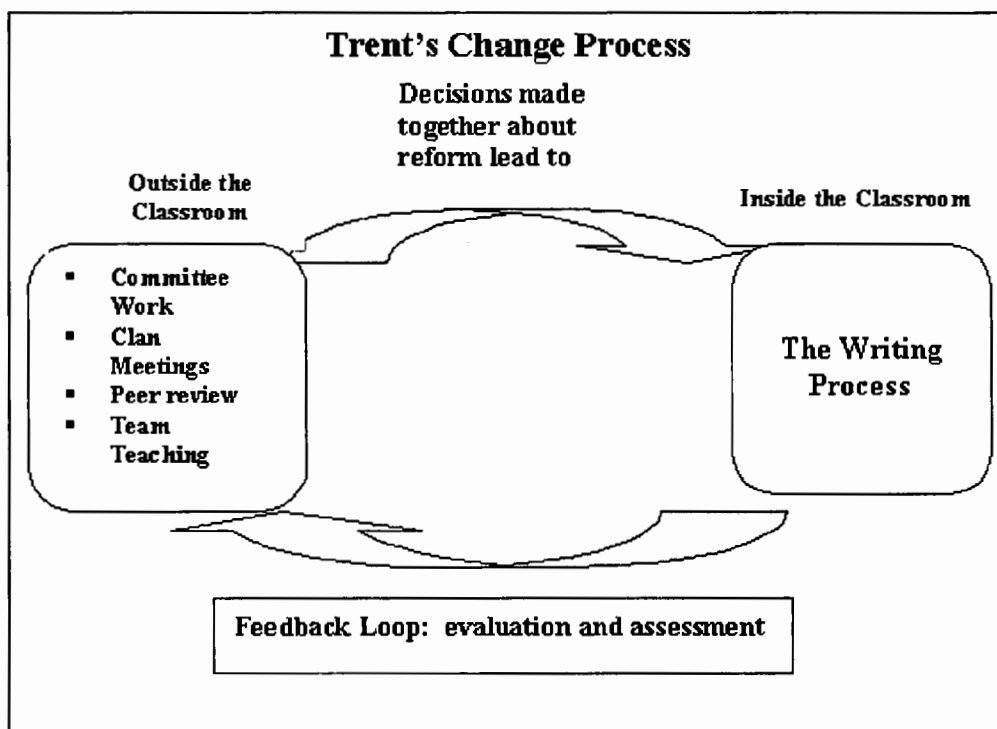 Trent's Change Process
Decisions made
together about
reform lead to
Outside the
Classroom
Inside the Classroom
▪ Committee
Work
▪ Clan
Meetings
▪ Peer review
▪ Team
Teaching
The Writing
Process
Feedback Loop: evaluation and assessment